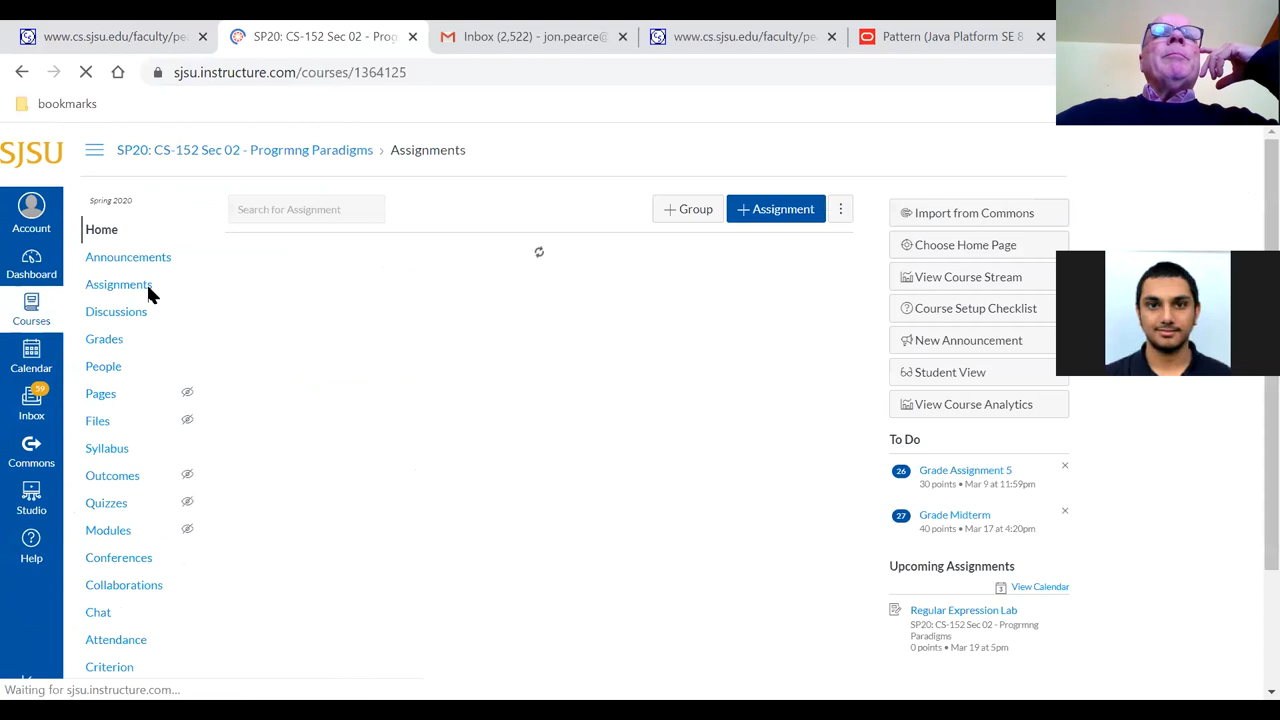 www.cs.sjsu.edu/faculty/pe
SP20: CS-152 Sec 02 - Prog
Inbox (2,522) - jon.pearce@
www.cs.sjsu.edu/faculty/pe
Pattern (Java Platform SE 8
sjsu.instructure.com/courses/1364125
bookmarks
SJSU
SP20: CS-152 Sec 02 - Progrmng Paradigms › Assignments
Account
Dashboard
Courses
Calendar
59
Inbox
Commons
Studio
Help
Spring 2020
Home
Announcements
Assignments
Discussions
Grades
People
Pages
Files
Syllabus
Outcomes
Quizzes
Modules
Conferences
Collaborations
Chat
Attendance
Criterion
Search for Assignment
+ Group
+ Assignment
Import from Commons
Choose Home Page
View Course Stream
Course Setup Checklist
New Announcement
Student View
View Course Analytics
To Do
26
Grade Assignment 5
30 points • Mar 9 at 11:59pm
27
Grade Midterm
40 points • Mar 17 at 4:20pm
Upcoming Assignments
View Calendar
Regular Expression Lab
SP20: CS-152 Sec 02 - Progrmng
Paradigms
0 points • Mar 19 at 5pm
Waiting for sjsu.instructure.com...